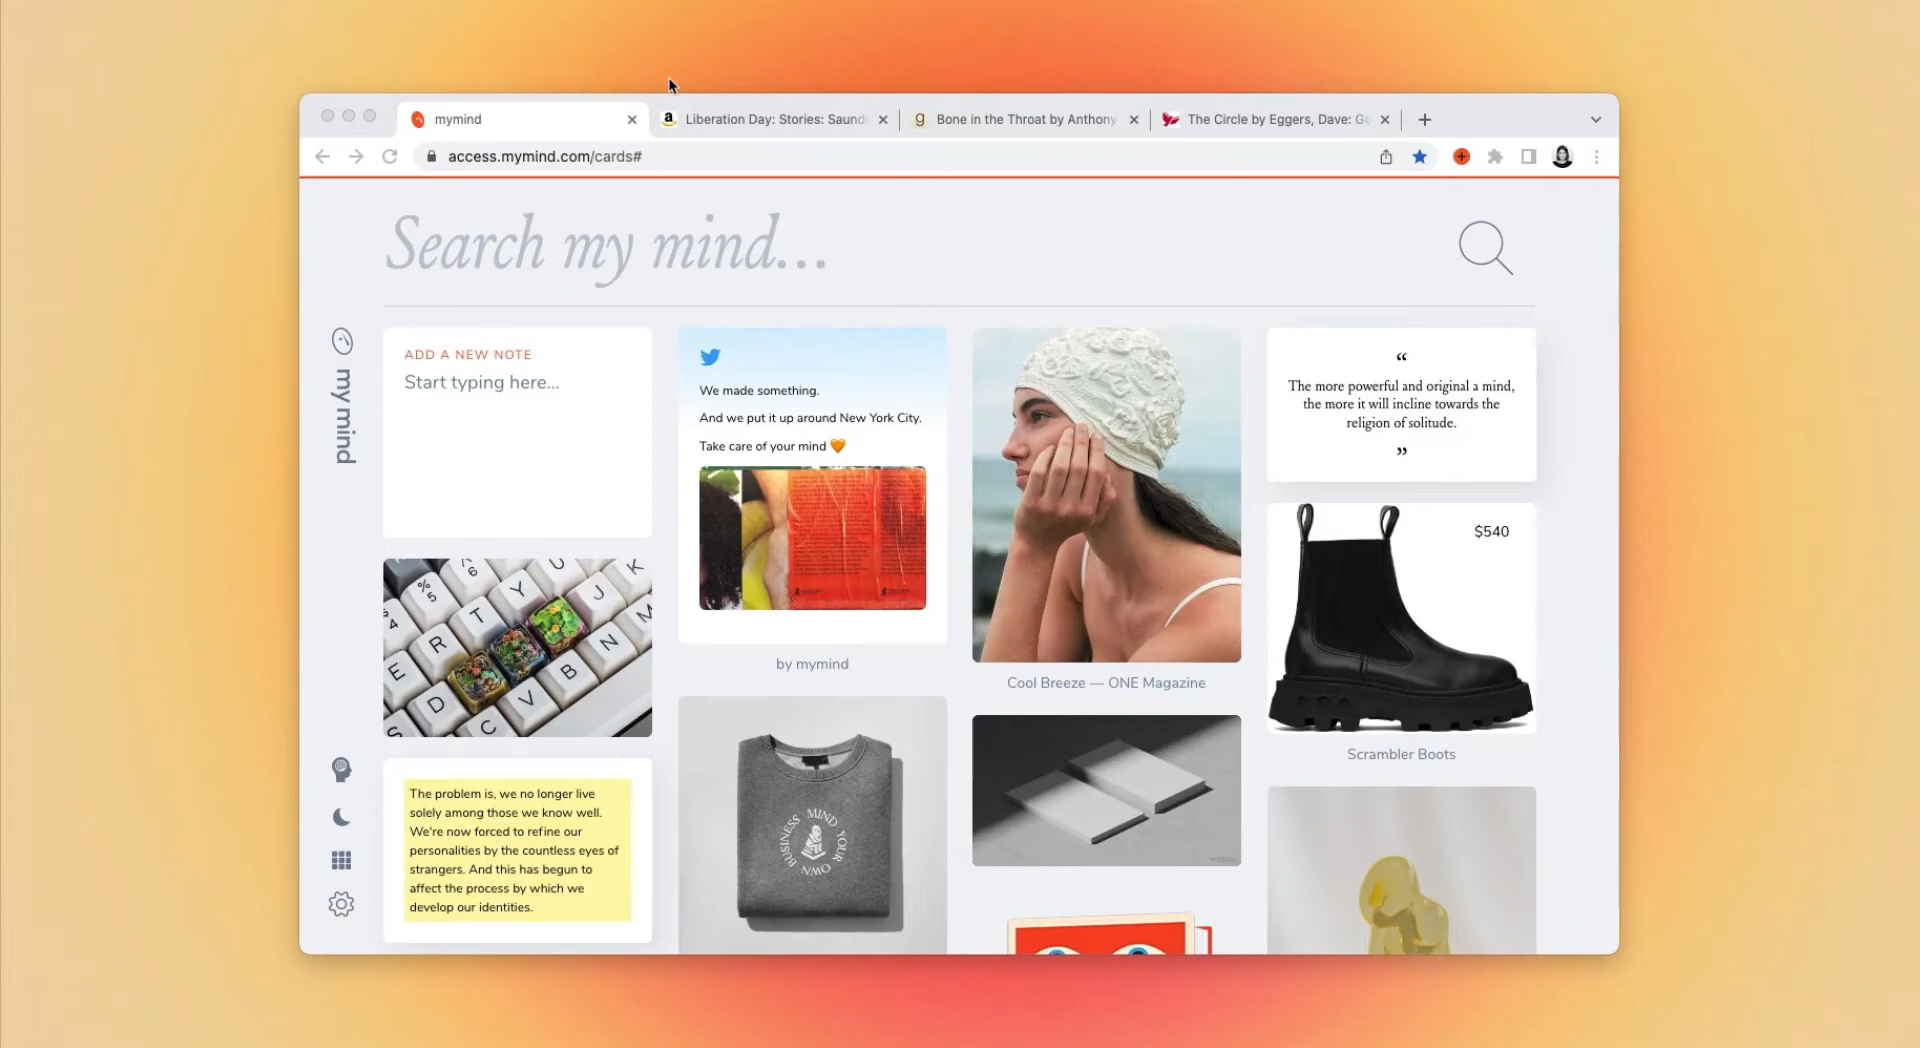 mymind
Liberation Day: Stories: Saund
Bone in the Throat by Anthony
The Circle by Eggers, Dave: Go
access.mymind.com/cards#
Search my mind...
my mind
ADD A NEW NOTE
Start typing here...
We made something.
And we put it up around New York City.
Take care of your mind 🧡
by mymind
Cool Breeze — ONE Magazine
“
The more powerful and original a mind,
the more it will incline towards the
religion of solitude.
”
$540
Scrambler Boots
% 5
6
4
E R T Y U
J K
D C V B N M
S
The problem is, we no longer live
solely among those we know well.
We're now forced to refine our
personalities by the countless eyes of
strangers. And this has begun to
affect the process by which we
develop our identities.
MIND YOUR OWN BUSINESS